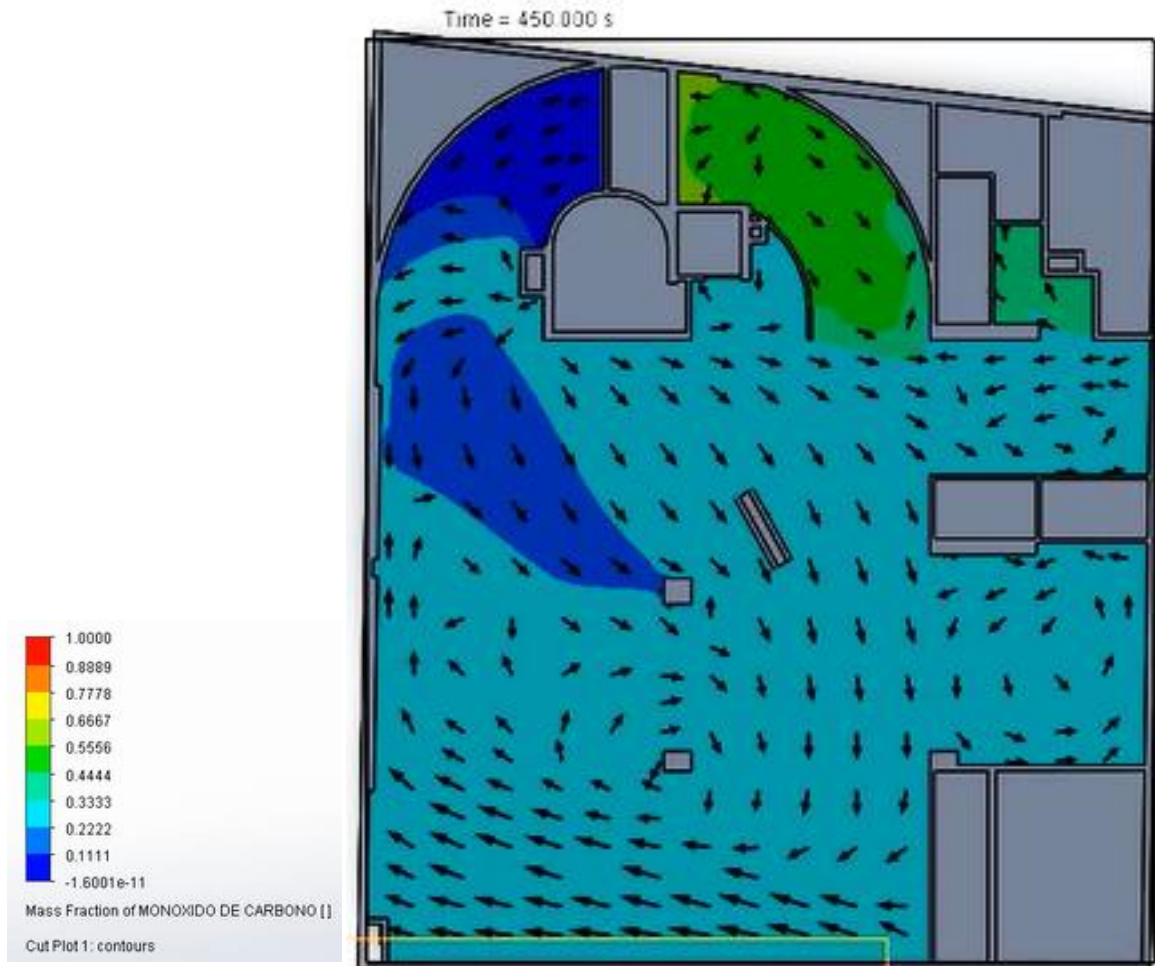 Time = 450.000 s
1.0000
0.8889
0.7778
0.6667
0.5556
0.4444
0.3333
0.2222
0.1111
-1.6001e-11
Mass Fraction of MONOXIDO DE CARBONO [ ]
Cut Plot 1: contours